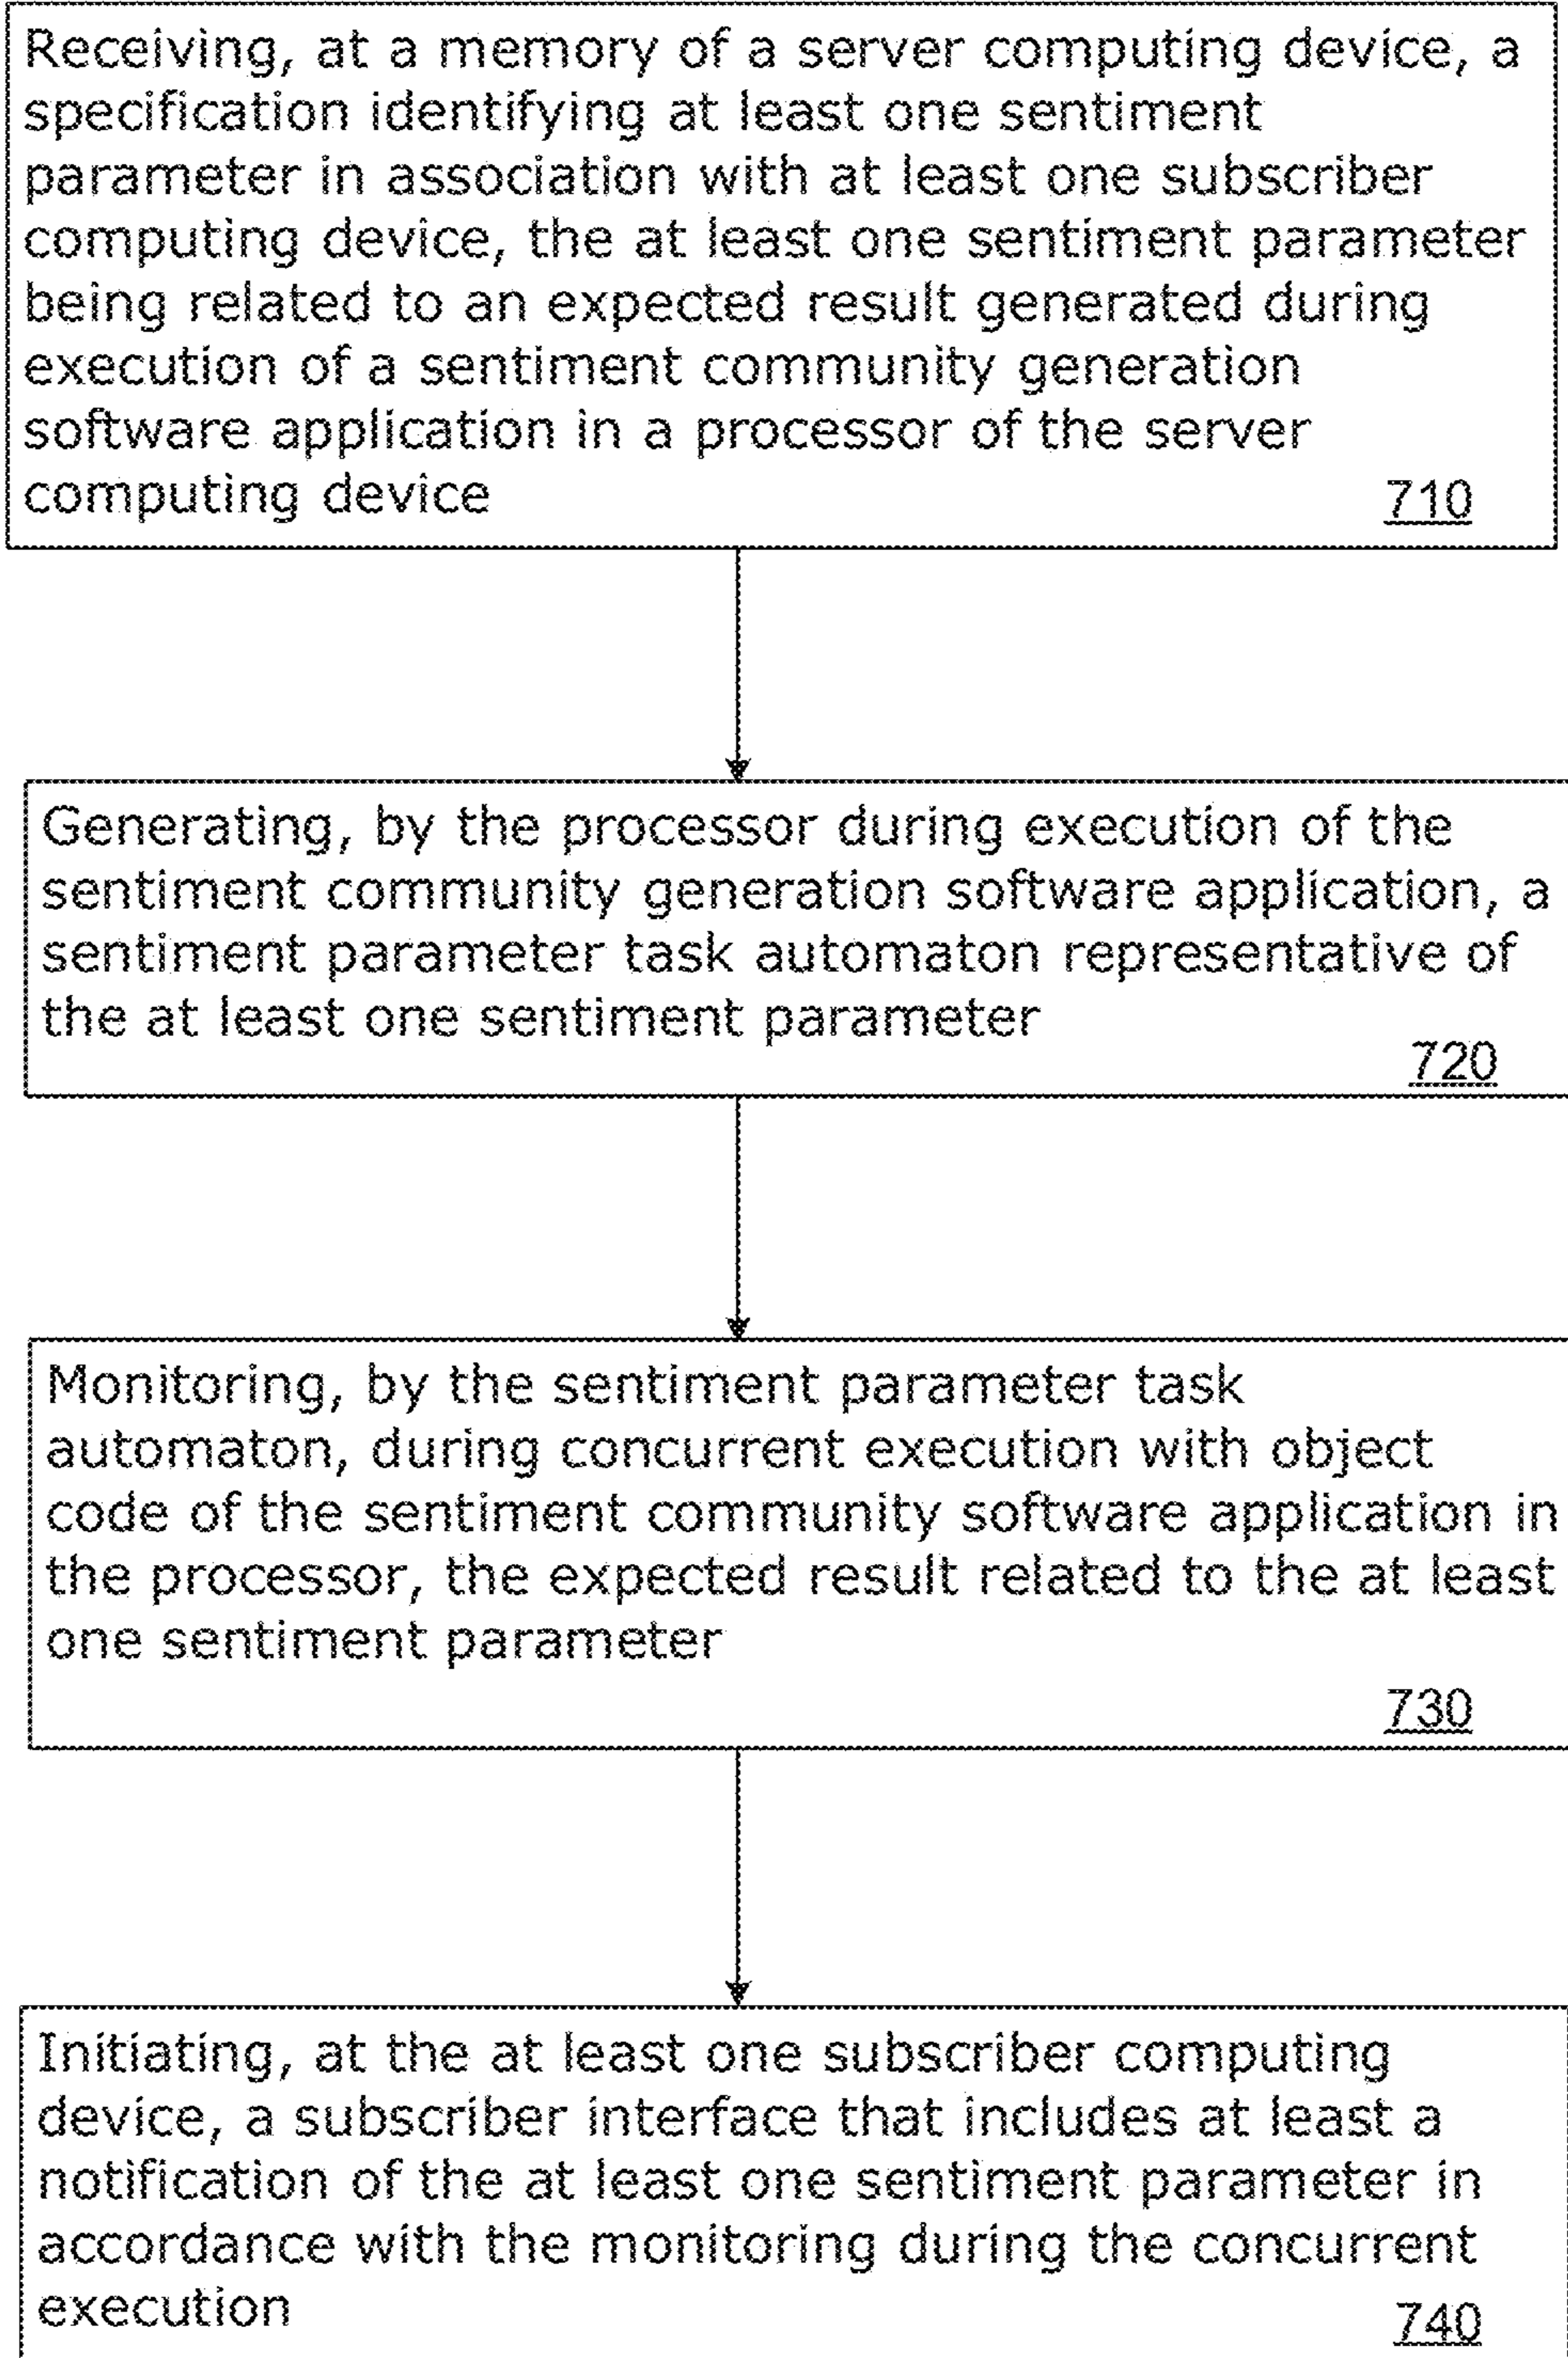 Receiving, at a memory of a server computing device, a
specification identifying at least one sentiment
parameter in association with at least one subscriber
computing device, the at least one sentiment parameter
being related to an expected result generated during
execution of a sentiment community generation
software application in a processor of the server
computing device
710
Generating, by the processor during execution of the
sentiment community generation software application, a
sentiment parameter task automaton representative of
the at least one sentiment parameter
720
Monitoring, by the sentiment parameter task
automaton, during concurrent execution with object
code of the sentiment community software application in
the processor, the expected result related to the at least
one sentiment parameter
730
Initiating, at the at least one subscriber computing
device, a subscriber interface that includes at least a
notification of the at least one sentiment parameter in
accordance with the monitoring during the concurrent
execution
740